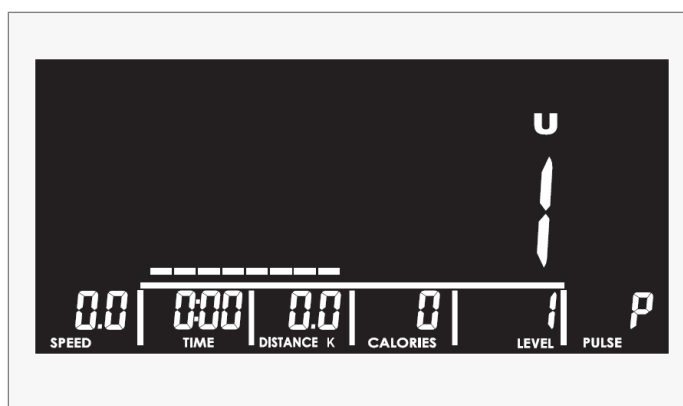 U
1
0.0 0:00 0.0 0 1 P
SPEED TIME DISTANCE K CALORIES LEVEL PULSE